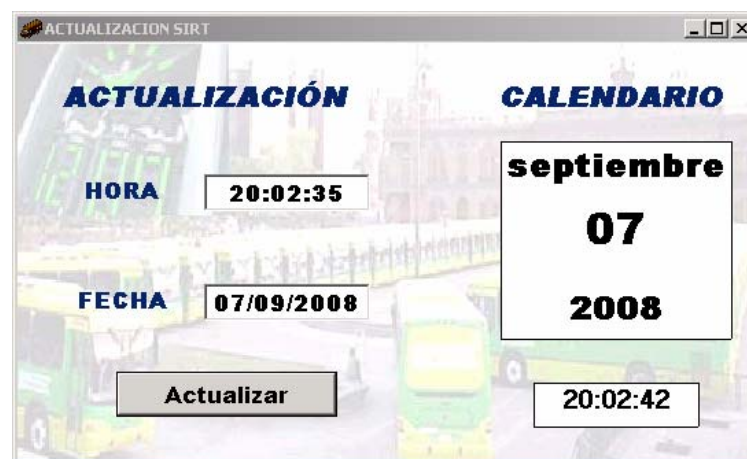 ACTUALIZACION SIRT
ACTUALIZACIÓN
HORA 20:02:35
FECHA 07/09/2008
Actualizar
CALENDARIO
septiembre
07
2008
20:02:42